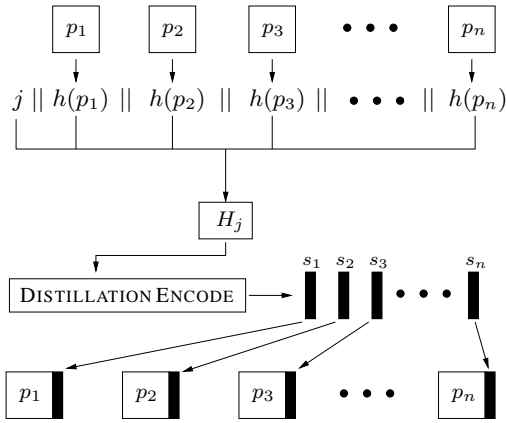 p₁ p₂ p₃ • • • pₙ
j || h(p₁) || h(p₂) || h(p₃) || • • • || h(pₙ)
Hⱼ
s₁ s₂ s₃ sₙ
DISTILLATION ENCODE • • •
p₁ p₂ p₃ • • • pₙ